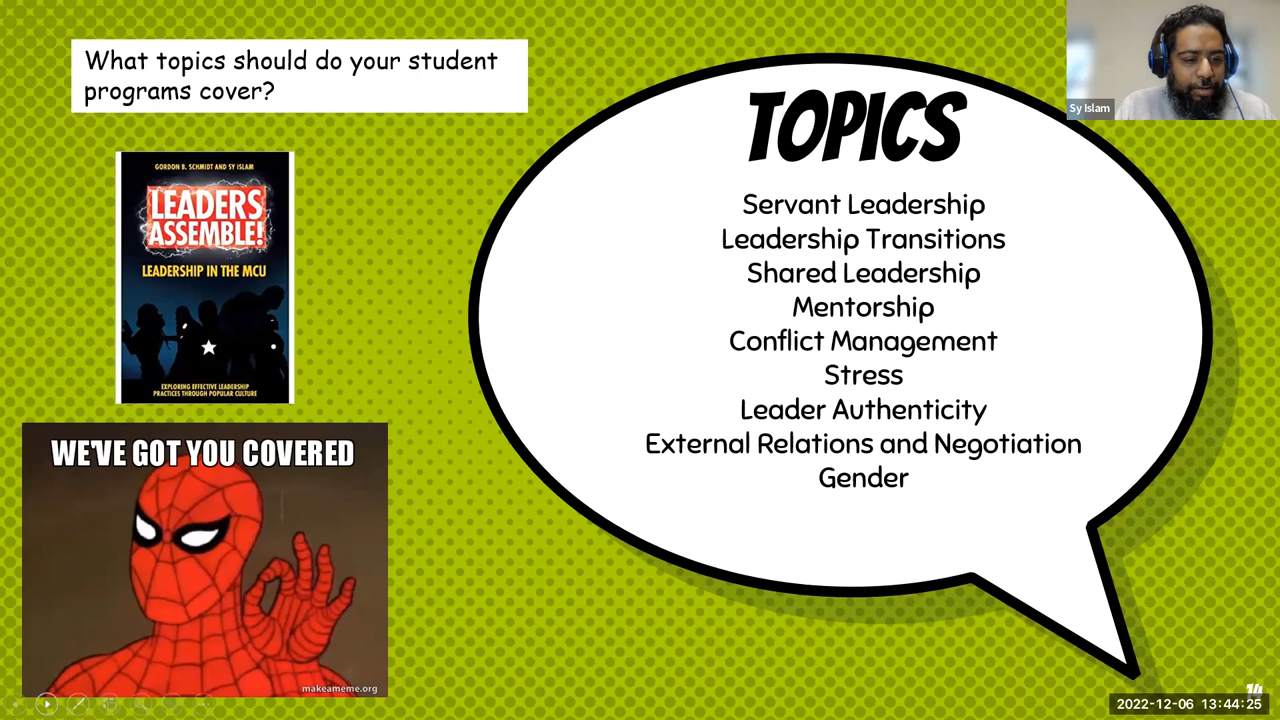 What topics should do your student
programs cover?
GORDON B. SCHMIDT AND SY ISLAM
LEADERS
ASSEMBLE!
LEADERSHIP IN THE MCU
EXPLORING EFFECTIVE LEADERSHIP
PRACTICES THROUGH POPULAR CULTURE
WE'VE GOT YOU COVERED
makeameme.org
TOPICS
Servant Leadership
Leadership Transitions
Shared Leadership
Mentorship
Conflict Management
Stress
Leader Authenticity
External Relations and Negotiation
Gender
Sy Islam
14
2022-12-06 13:44:25